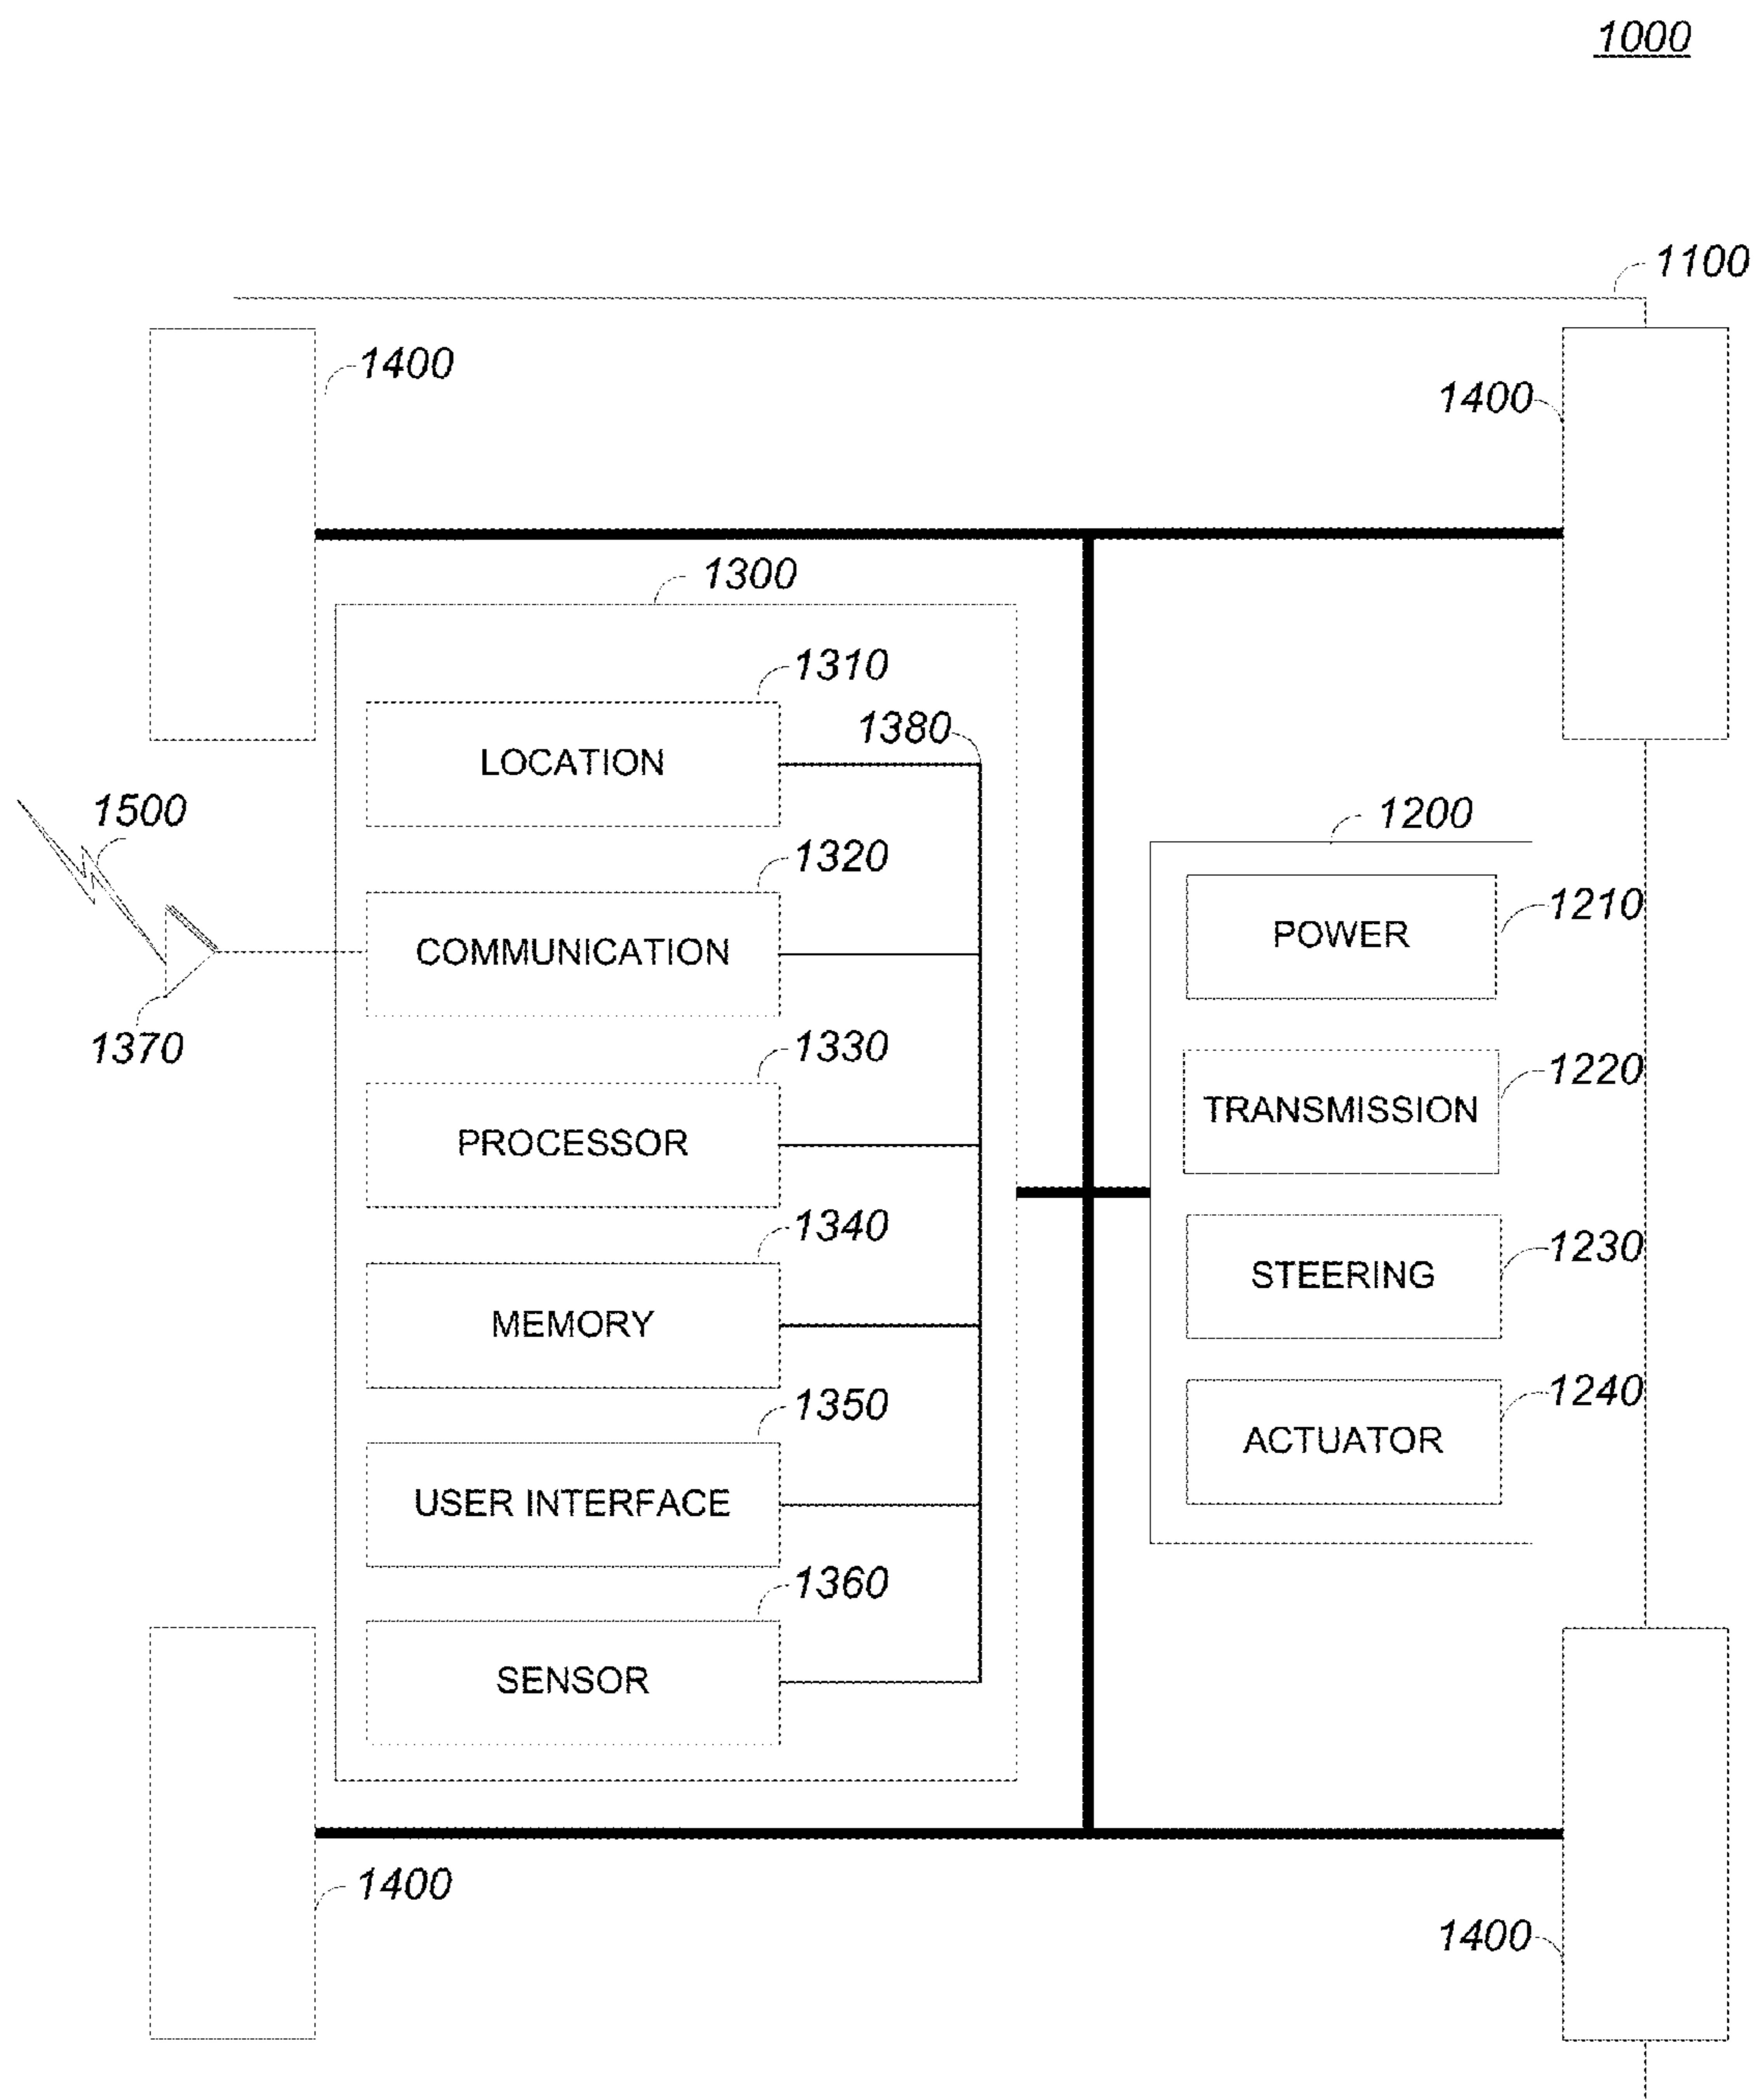 1000
1100
1400
1400
1300
1310
1380
LOCATION
1500
1200
1320
1210
POWER
COMMUNICATION
1370
1330
1220
TRANSMISSION
PROCESSOR
1340
1230
STEERING
MEMORY
1350
1240
ACTUATOR
USER INTERFACE
1360
SENSOR
1400
1400